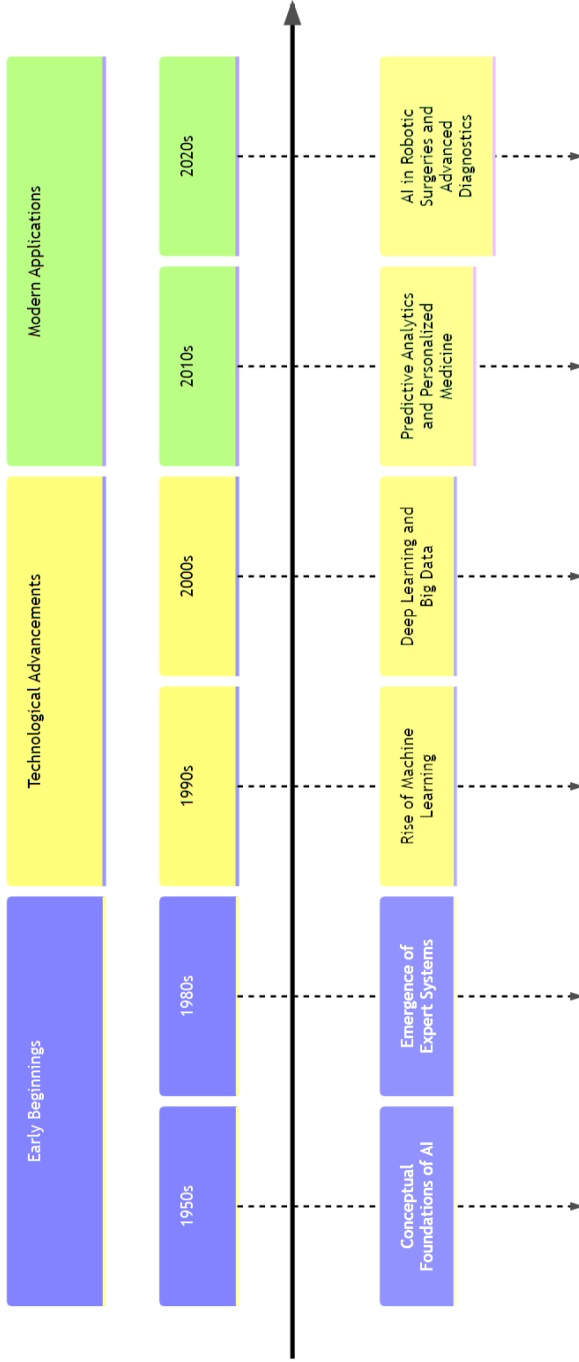 Early Beginnings
Technological Advancements
Modern Applications
1950s
1980s
1990s
2000s
2010s
2020s
Conceptual
Foundations of AI
Emergence of
Expert Systems
Rise of Machine
Learning
Deep Learning and
Big Data
Predictive Analytics
and Personalized
Medicine
AI in Robotic
Surgeries and
Advanced
Diagnostics